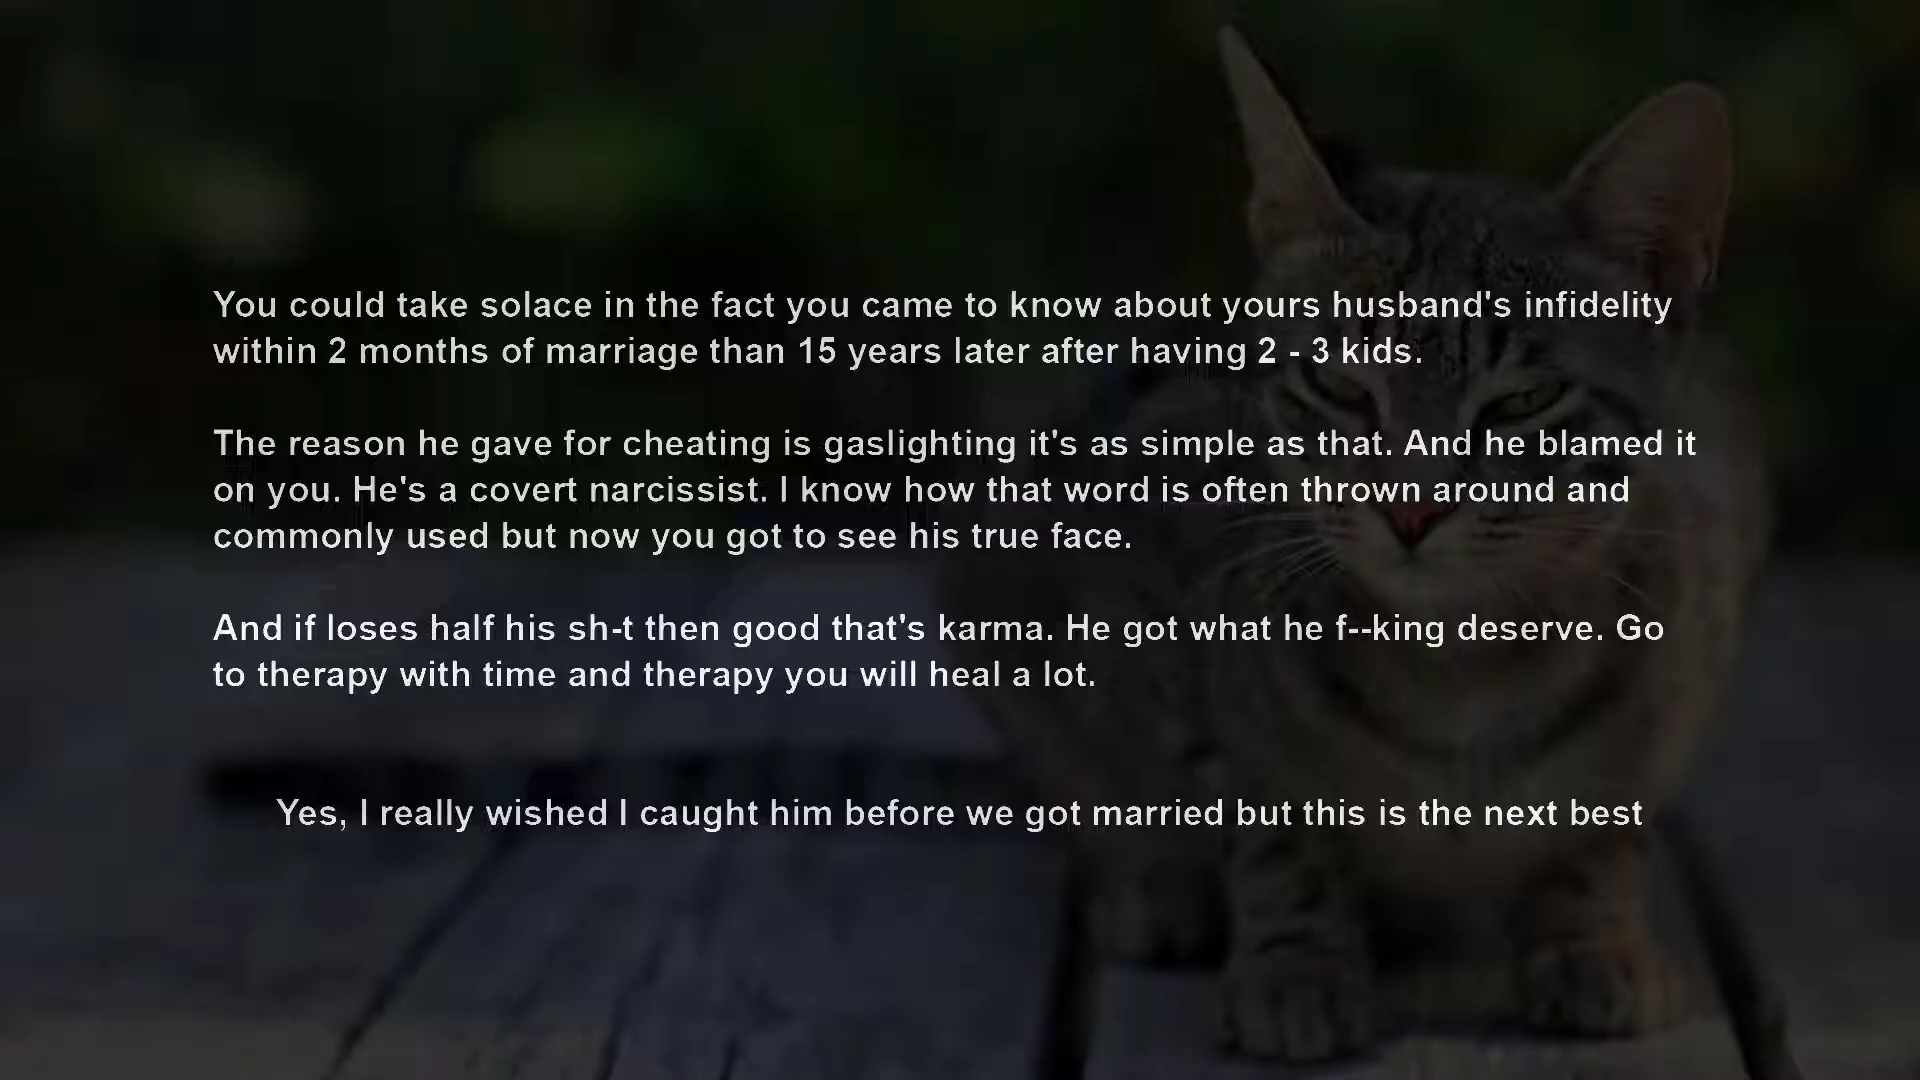 You could take solace in the fact you came to know about yours husband's infidelity
within 2 months of marriage than 15 years later after having 2 - 3 kids.
The reason he gave for cheating is gaslighting it's as simple as that. And he blamed it
on you. He's a covert narcissist. I know how that word is often thrown around and
commonly used but now you got to see his true face.
And if loses half his sh-t then good that's karma. He got what he f--king deserve. Go
to therapy with time and therapy you will heal a lot.
Yes, I really wished I caught him before we got married but this is the next best